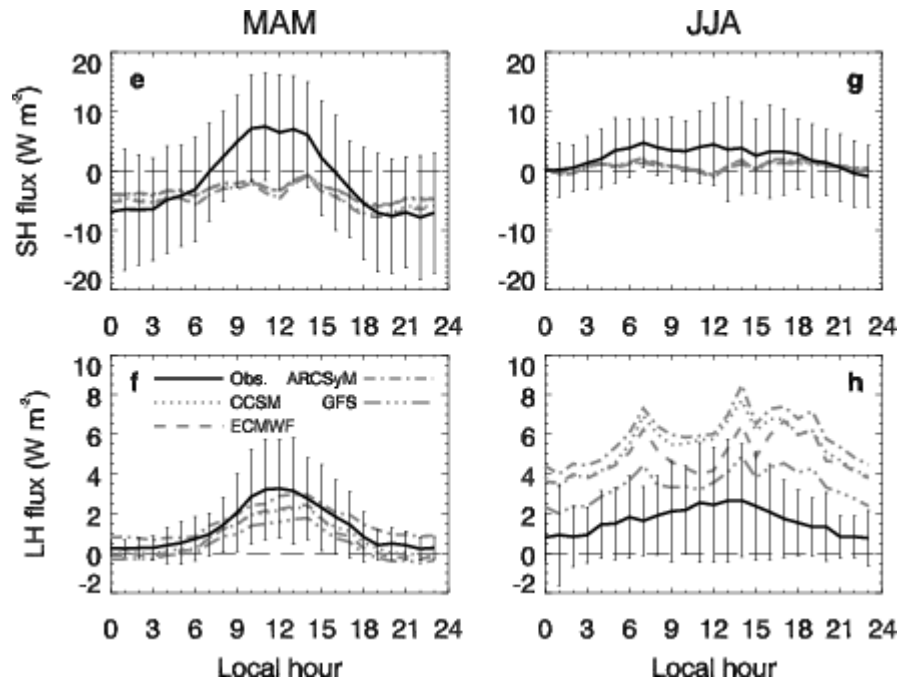 MAM JJA
SH flux (W m⁻²)
20 20
e g
10 10
0 0
-10 -10
-20 -20
0 3 6 9 12 15 18 21 24 0 3 6 9 12 15 18 21 24
LH flux (W m⁻²)
10 10
f Obs. ARCSyM h
8 8
CCSM GFS
6 ECMWF 6
4 4
2 2
0 0
-2 -2
0 3 6 9 12 15 18 21 24 0 3 6 9 12 15 18 21 24
Local hour Local hour